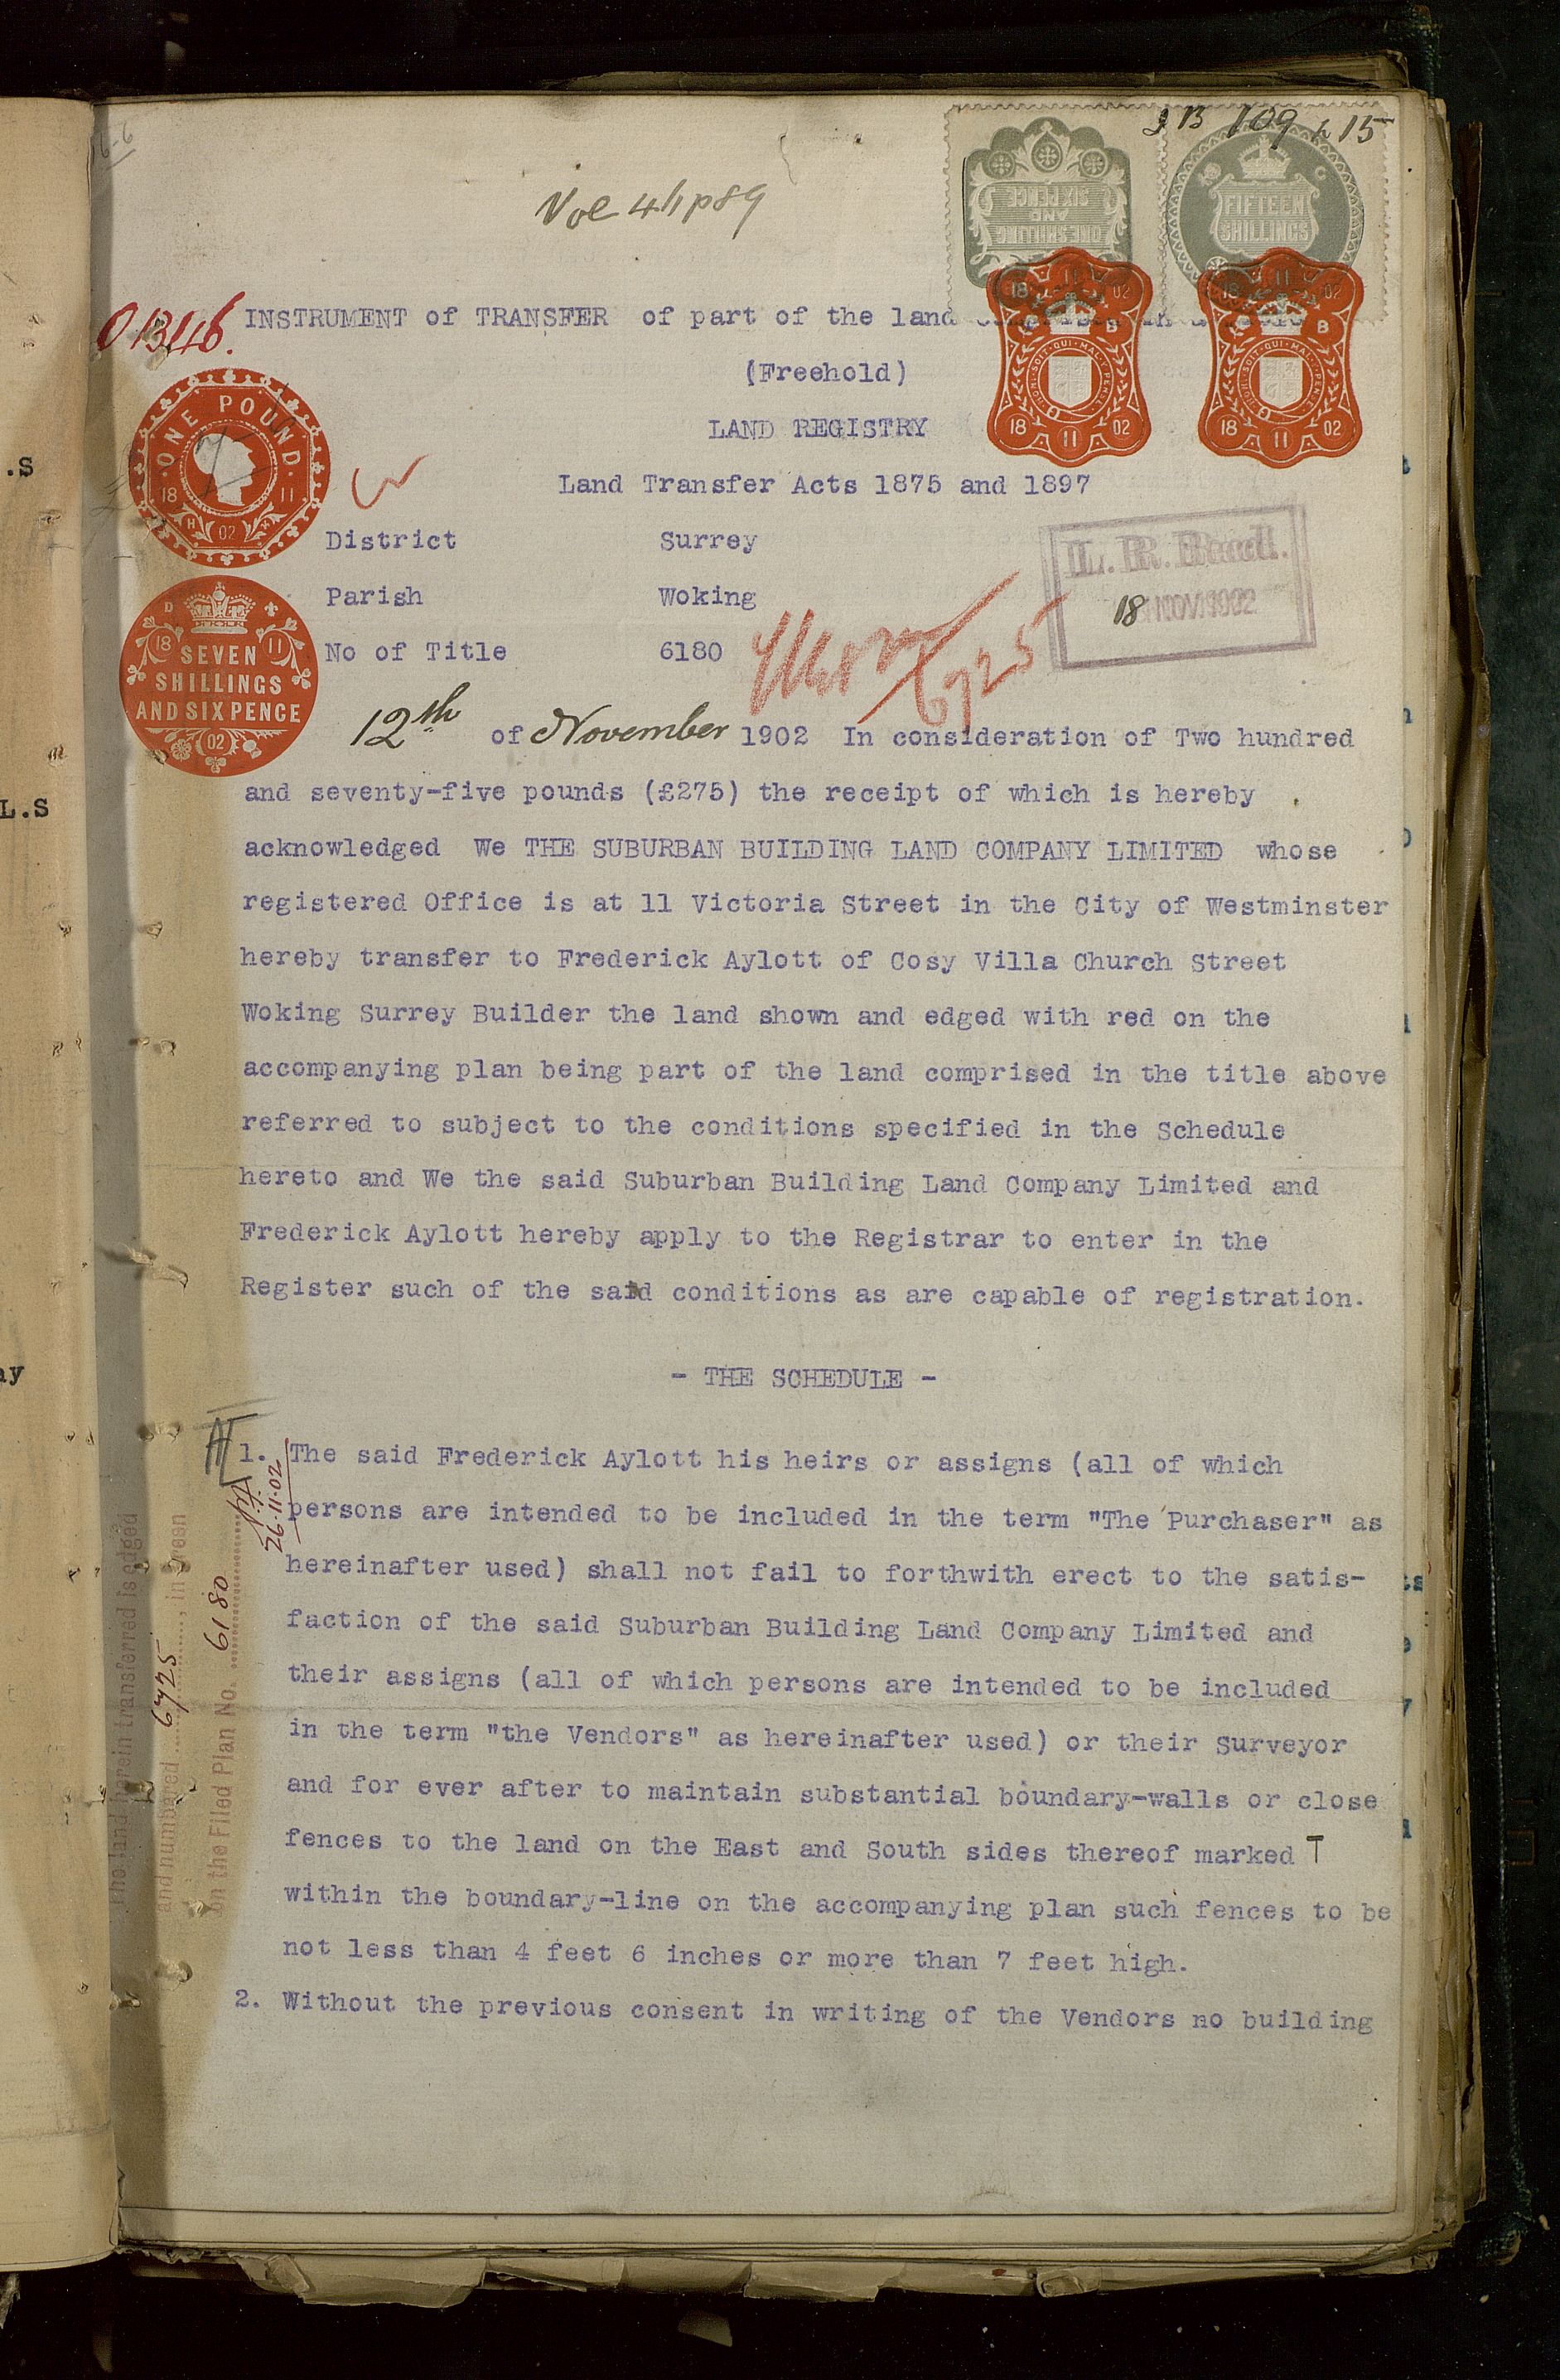 Vol 41 p 89
JB 109 15
ONE SHILLING AND SIX PENCE
FIFTEEN SHILLINGS
01346.
INSTRUMENT of TRANSFER of part of the land
(Freehold)
LAND REGISTRY
Land Transfer Acts 1875 and 1897
ONE POUND
18 11 02
District Surrey
Parish Woking
No of Title 6180
6725
L. R. Read.
18 NOV 1902
SEVEN
SHILLINGS
AND SIX PENCE
02
12th of November 1902 In consideration of Two hundred
and seventy-five pounds (£275) the receipt of which is hereby
acknowledged We THE SUBURBAN BUILDING LAND COMPANY LIMITED whose
registered Office is at 11 Victoria Street in the City of Westminster
hereby transfer to Frederick Aylott of Cosy Villa Church Street
Woking Surrey Builder the land shown and edged with red on the
accompanying plan being part of the land comprised in the title above
referred to subject to the conditions specified in the Schedule
hereto and We the said Suburban Building Land Company Limited and
Frederick Aylott hereby apply to the Registrar to enter in the
Register such of the said conditions as are capable of registration.
- THE SCHEDULE -
1. The said Frederick Aylott his heirs or assigns (all of which
persons are intended to be included in the term "The Purchaser" as
hereinafter used) shall not fail to forthwith erect to the satis-
faction of the said Suburban Building Land Company Limited and
their assigns (all of which persons are intended to be included
in the term "the Vendors" as hereinafter used) or their Surveyor
and for ever after to maintain substantial boundary-walls or close
fences to the land on the East and South sides thereof marked T
within the boundary-line on the accompanying plan such fences to be
not less than 4 feet 6 inches or more than 7 feet high.
2. Without the previous consent in writing of the Vendors no building
The land herein transferred is edged
and numbered 6725, in green
on the Filed Plan No. 6180
26.11.02
.S
L.S
ay